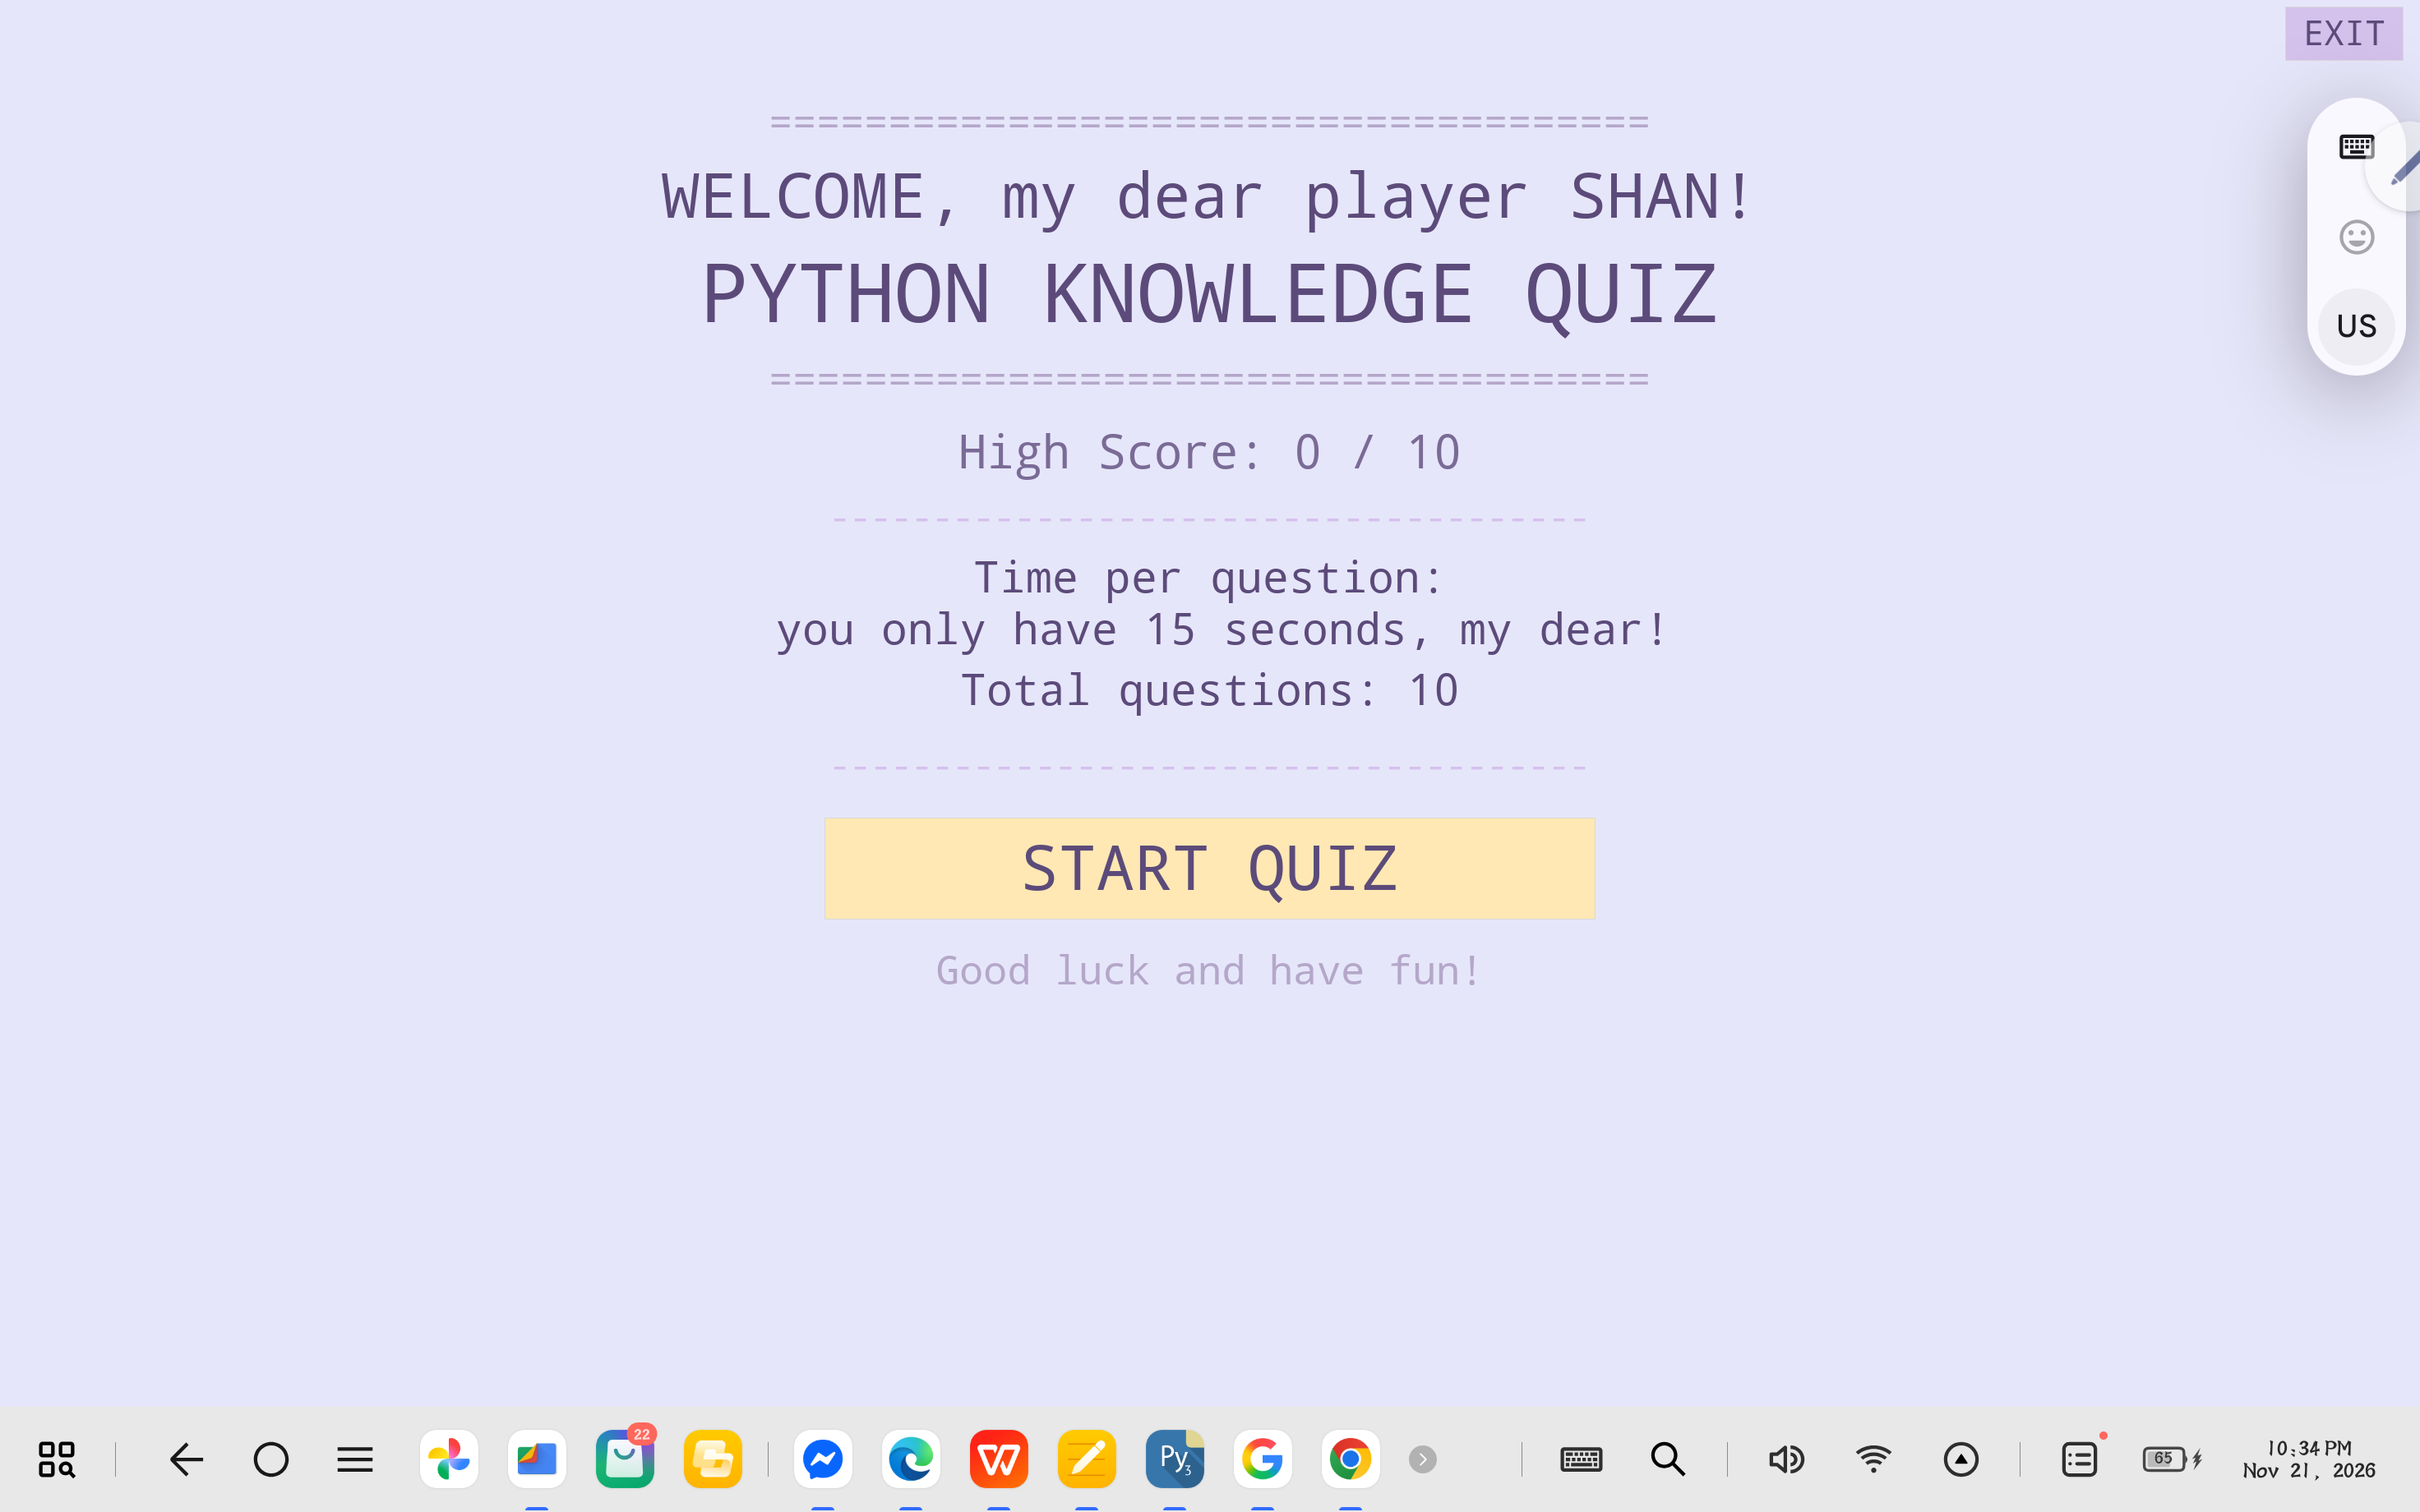 EXIT
=====================================
WELCOME, my dear player SHAN!
PYTHON KNOWLEDGE QUIZ
=====================================
US
High Score: 0 / 10
-------------------------------------
Time per question:
you only have 15 seconds, my dear!
Total questions: 10
-------------------------------------
START QUIZ
Good luck and have fun!
22
Py3
65
10:34 PM
Nov 21, 2026